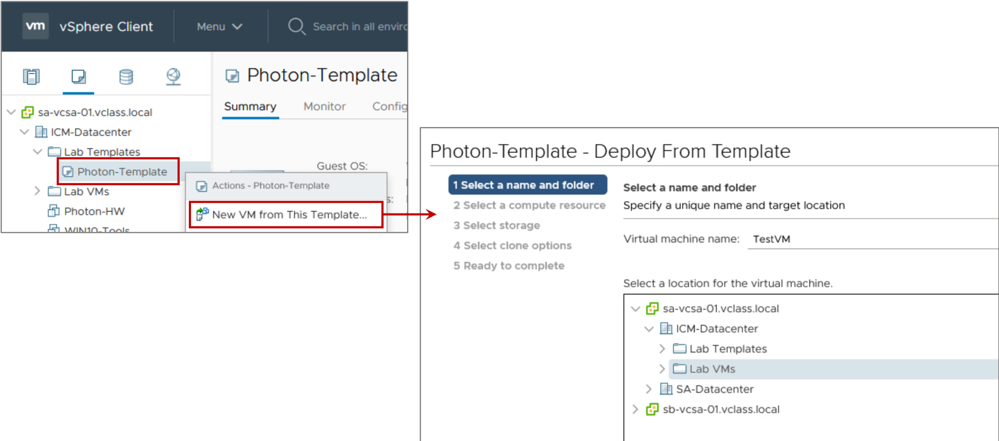 vm vSphere Client Menu Search in all enviro
Photon-Template
Summary Monitor Config
sa-vcsa-01.vclass.local
ICM-Datacenter
Lab Templates
Photon-Template
Lab VMs
Photon-HW
WIN10-Tools
Guest OS:
s:
Actions - Photon-Template
New VM from This Template...
Photon-Template - Deploy From Template
1 Select a name and folder
2 Select a compute resource
3 Select storage
4 Select clone options
5 Ready to complete
Select a name and folder
Specify a unique name and target location
Virtual machine name: TestVM
Select a location for the virtual machine.
sa-vcsa-01.vclass.local
ICM-Datacenter
Lab Templates
Lab VMs
SA-Datacenter
sb-vcsa-01.vclass.local